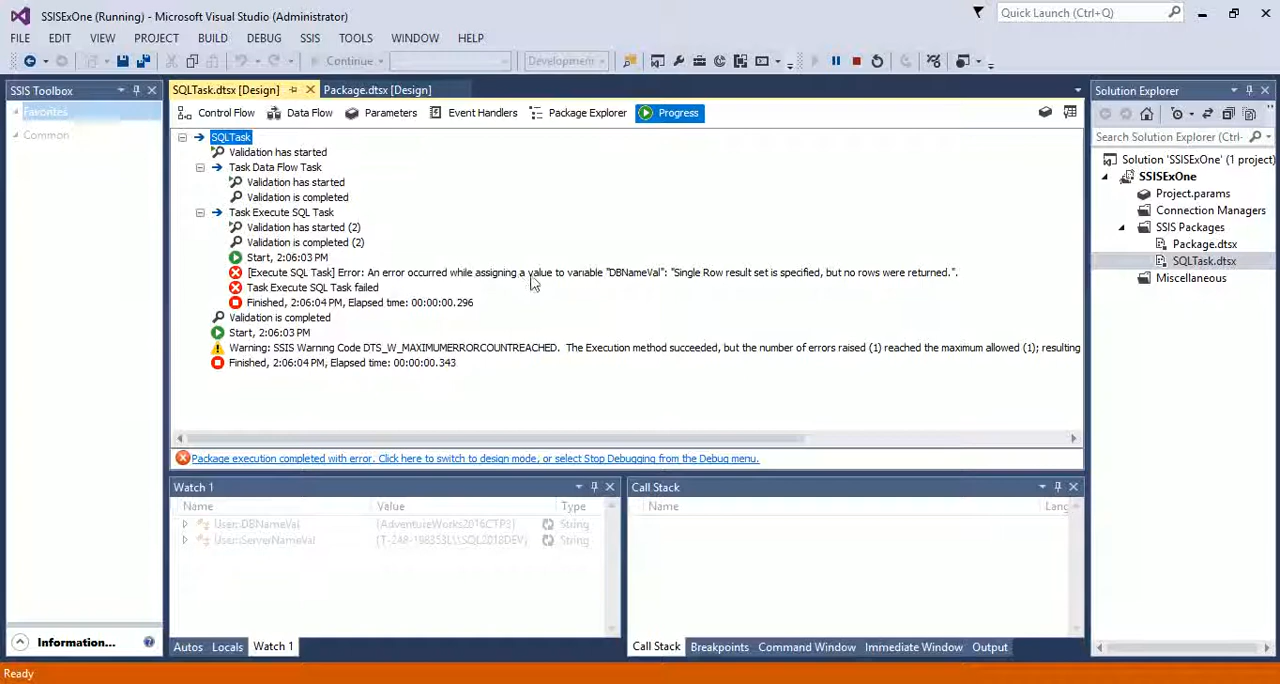 SSISExOne (Running) - Microsoft Visual Studio (Administrator)
Quick Launch (Ctrl+Q)
FILE EDIT VIEW PROJECT BUILD DEBUG SSIS TOOLS WINDOW HELP
Continue Development
SSIS Toolbox
SQLTask.dtsx [Design] Package.dtsx [Design]
Solution Explorer
Favorites
Common
Control Flow Data Flow Parameters Event Handlers Package Explorer Progress
Search Solution Explorer (Ctrl-
Solution 'SSISExOne' (1 project)
SSISExOne
Project.params
Connection Managers
SSIS Packages
Package.dtsx
SQLTask.dtsx
Miscellaneous
SQLTask
Validation has started
Task Data Flow Task
Validation has started
Validation is completed
Task Execute SQL Task
Validation has started (2)
Validation is completed (2)
Start, 2:06:03 PM
[Execute SQL Task] Error: An error occurred while assigning a value to variable "DBNameVal": "Single Row result set is specified, but no rows were returned.".
Task Execute SQL Task failed
Finished, 2:06:04 PM, Elapsed time: 00:00:00.296
Validation is completed
Start, 2:06:03 PM
Warning: SSIS Warning Code DTS_W_MAXIMUMERRORCOUNTREACHED. The Execution method succeeded, but the number of errors raised (1) reached the maximum allowed (1); resulting
Finished, 2:06:04 PM, Elapsed time: 00:00:00.343
Package execution completed with error. Click here to switch to design mode, or select Stop Debugging from the Debug menu.
Watch 1
Name Value Type
User::DBNameVal {AdventureWorks2016CTP3} String
User::ServerNameVal {T-24R-198353L\\SQL2018DEV} String
Autos Locals Watch 1
Call Stack
Name Lang
Call Stack Breakpoints Command Window Immediate Window Output
Information...
Ready